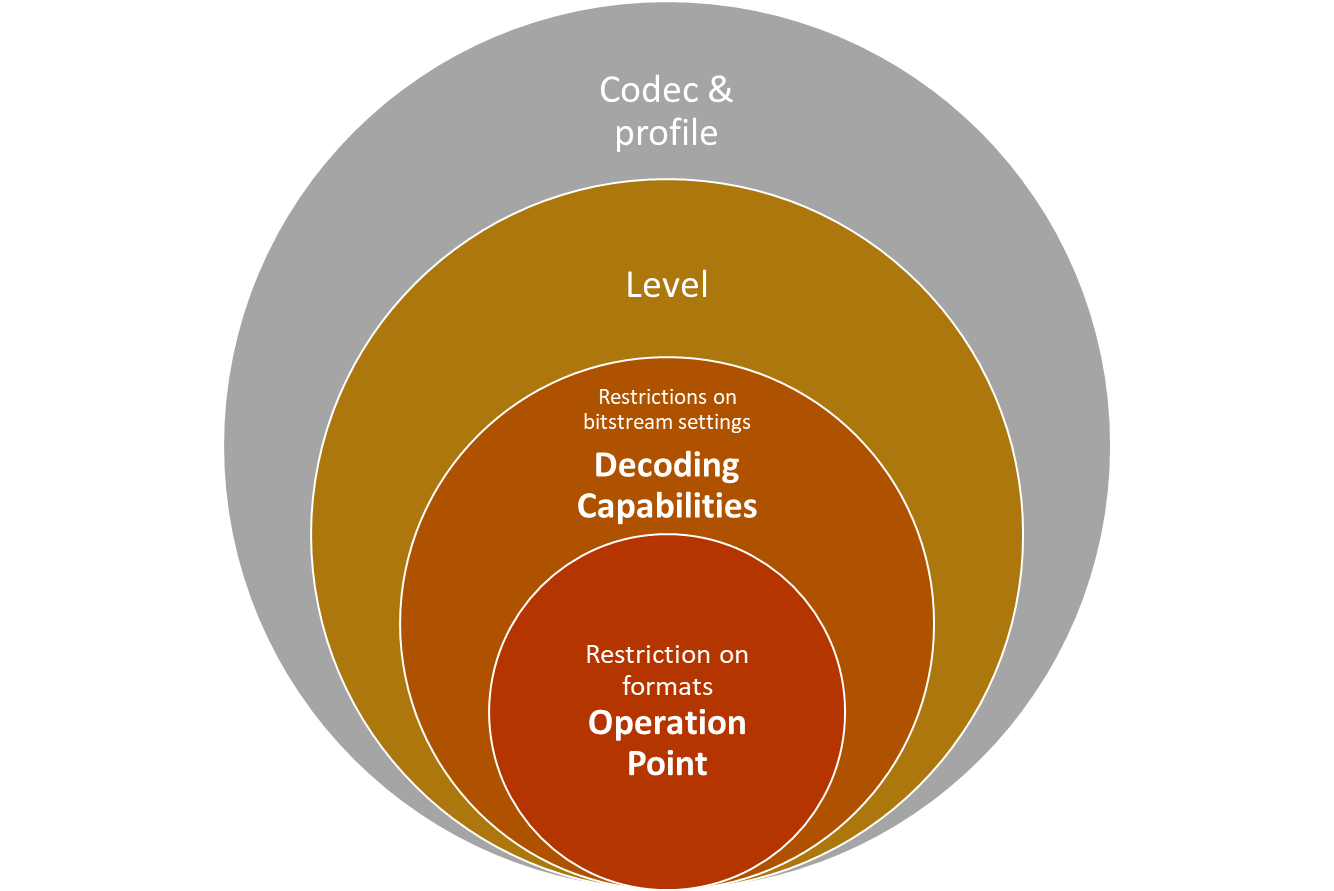 Codec &
profile
Level
Restrictions on
bitstream settings
Decoding
Capabilities
Restriction on
formats
Operation
Point